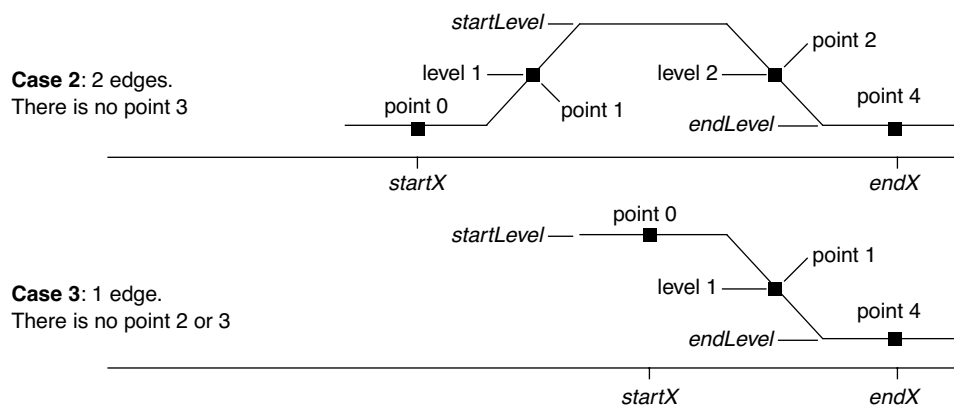 startLevel
point 2
Case 2: 2 edges.
level 1
level 2
There is no point 3
point 0
point 1
point 4
endLevel
startX
endX
point 0
startLevel
point 1
Case 3: 1 edge.
level 1
There is no point 2 or 3
point 4
endLevel
startX
endX